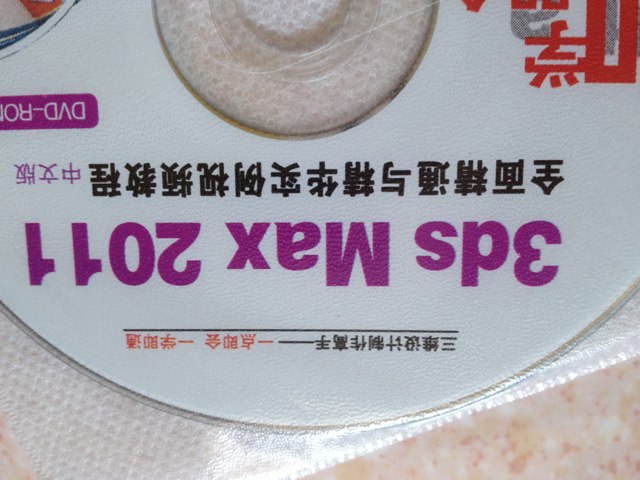 三维设计制作高手——一点即会 一学即通
3ds Max 2011
全面精通与精华实例视频教程 中文版
DVD-ROM
学